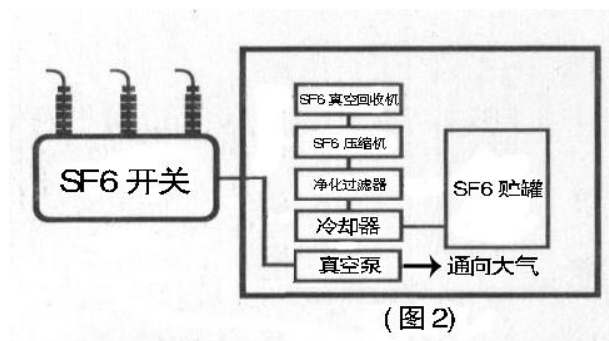 SF6 真空回收机
SF6 压缩机
SF6 开关
净化过滤器
SF6 贮罐
冷却器
真空泵
通向大气
(图2)